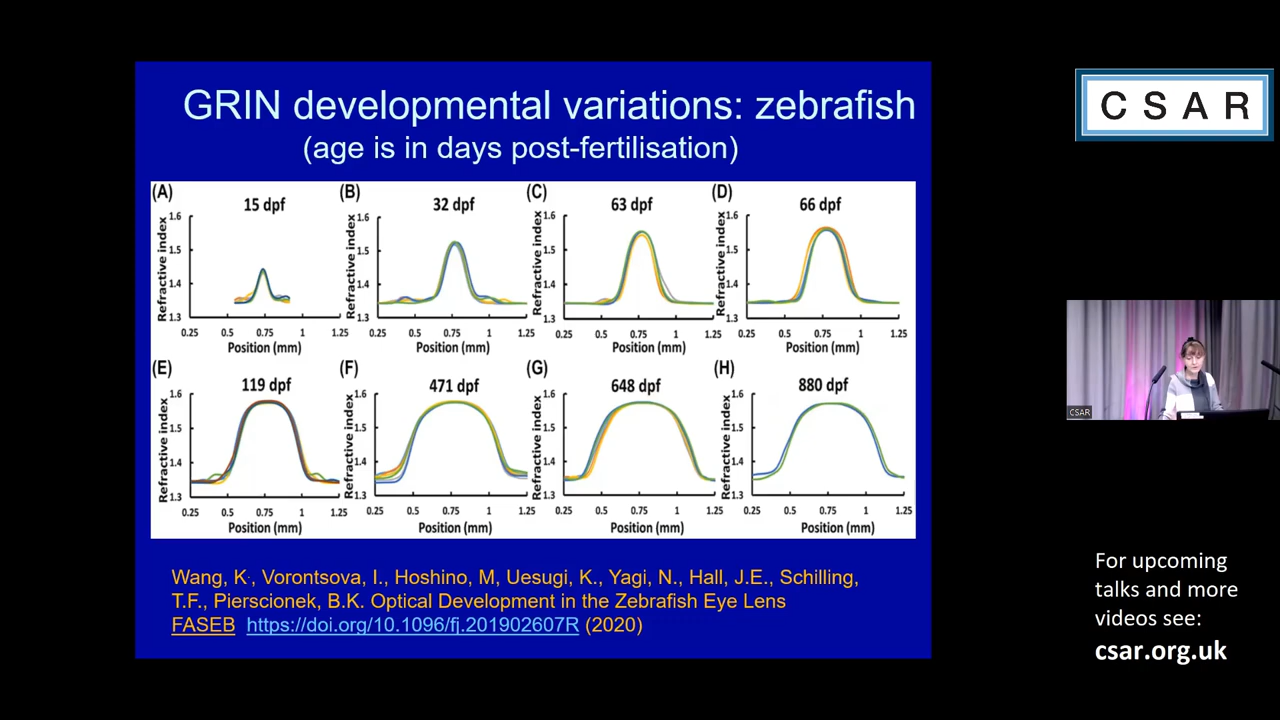 GRIN developmental variations: zebrafish
(age is in days post-fertilisation)
(A) 15 dpf
Refractive index
1.6
1.5
1.4
1.3
0.25 0.5 0.75 1 1.25
Position (mm)
(B) 32 dpf
Refractive index
1.6
1.5
1.4
1.3
0.25 0.5 0.75 1 1.25
Position (mm)
(C) 63 dpf
Refractive index
1.6
1.5
1.4
1.3
0.25 0.5 0.75 1 1.25
Position (mm)
(D) 66 dpf
Refractive index
1.6
1.5
1.4
1.3
0.25 0.5 0.75 1 1.25
Position (mm)
(E) 119 dpf
Refractive index
1.6
1.5
1.4
1.3
0.25 0.5 0.75 1 1.25
Position (mm)
(F) 471 dpf
Refractive index
1.6
1.5
1.4
1.3
0.25 0.5 0.75 1 1.25
Position (mm)
(G) 648 dpf
Refractive index
1.6
1.5
1.4
1.3
0.25 0.5 0.75 1 1.25
Position (mm)
(H) 880 dpf
Refractive index
1.6
1.5
1.4
1.3
0.25 0.5 0.75 1 1.25
Position (mm)
Wang, K., Vorontsova, I., Hoshino, M, Uesugi, K., Yagi, N., Hall, J.E., Schilling,
T.F., Pierscionek, B.K. Optical Development in the Zebrafish Eye Lens
FASEB https://doi.org/10.1096/fj.201902607R (2020)
CSAR
CSAR
For upcoming
talks and more
videos see:
csar.org.uk